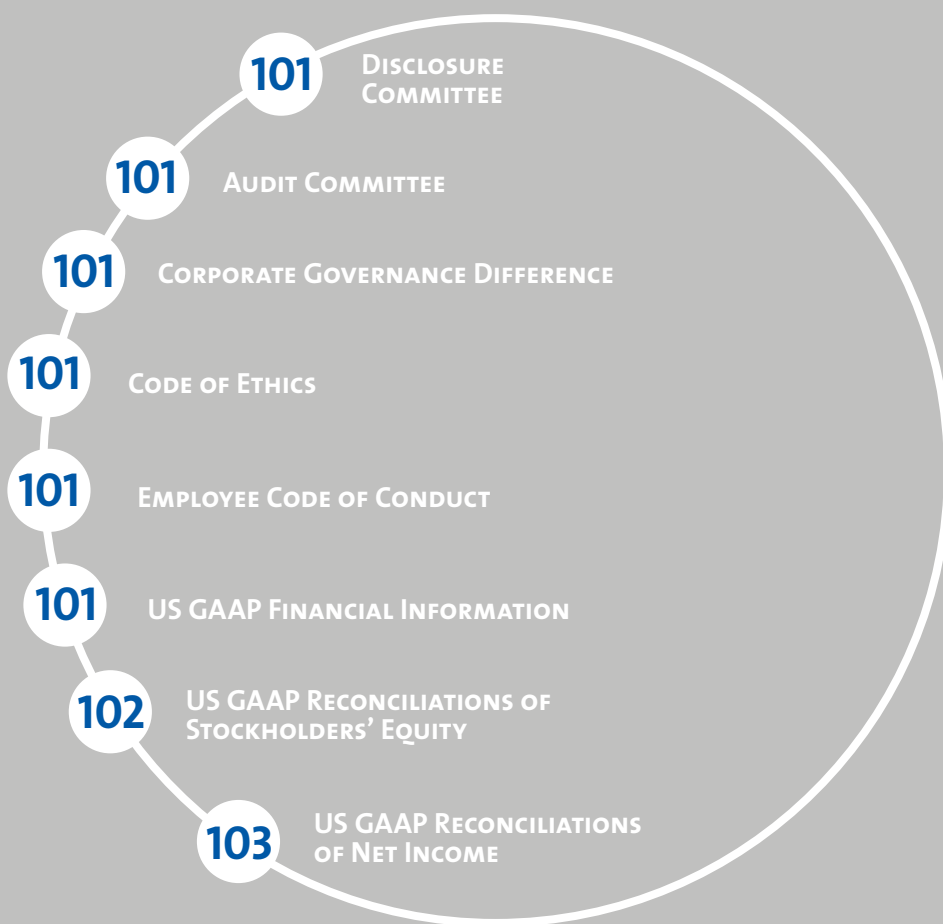 101 DISCLOSURE
COMMITTEE
101 AUDIT COMMITTEE
101 CORPORATE GOVERNANCE DIFFERENCE
101 CODE OF ETHICS
101 EMPLOYEE CODE OF CONDUCT
101 US GAAP FINANCIAL INFORMATION
102 US GAAP RECONCILIATIONS OF
STOCKHOLDERS’ EQUITY
103 US GAAP RECONCILIATIONS
OF NET INCOME